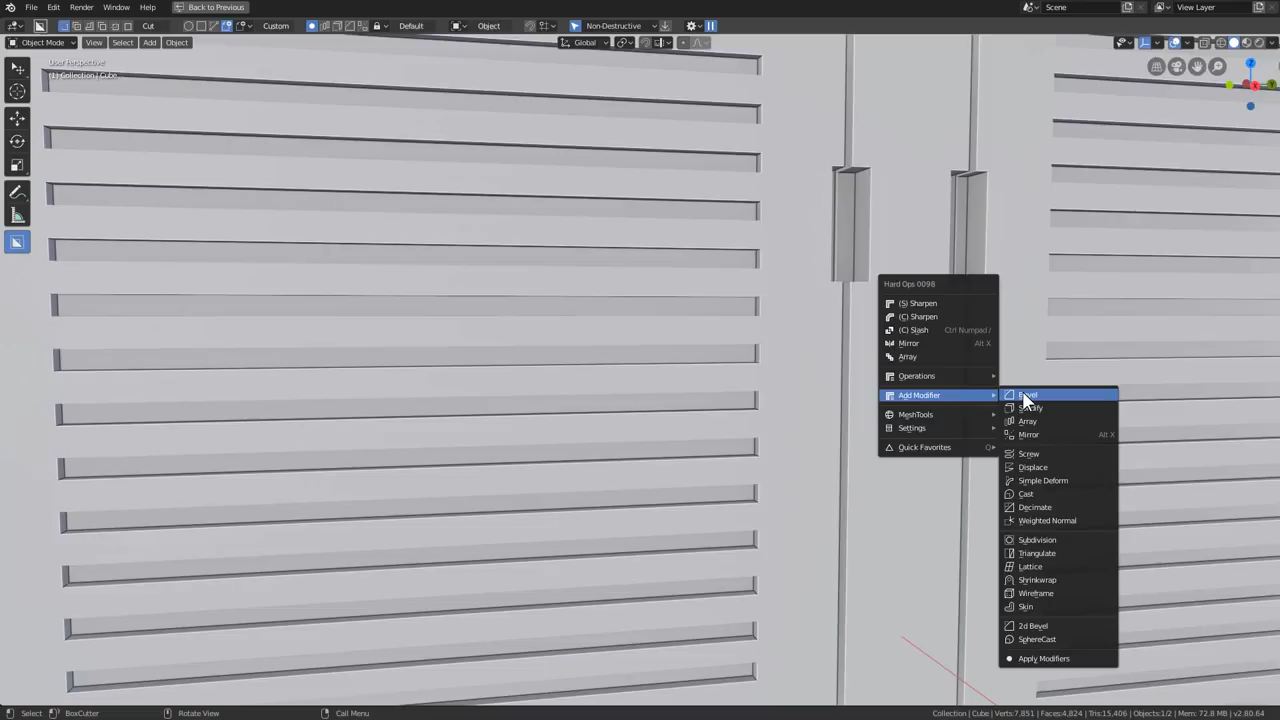 File Edit Render Window Help Back to Previous Scene View Layer
Cut Custom Default Object Non-Destructive
Object Mode View Select Add Object Global
User Perspective
(1) Collection | Cube
Z
X
Y
Hard Ops 0098
(S) Sharpen
(C) Sharpen
(C) Slash Ctrl Numpad /
Mirror Alt X
Array
Operations
Add Modifier
MeshTools
Settings
Quick Favorites Q
Bevel
Solidify
Array
Mirror Alt X
Screw
Displace
Simple Deform
Cast
Decimate
Weighted Normal
Subdivision
Triangulate
Lattice
Shrinkwrap
Wireframe
Skin
2d Bevel
SphereCast
Apply Modifiers
Select BoxCutter Rotate View Call Menu Collection | Cube | Verts:7,851 | Faces:4,824 | Tris:15,406 | Objects:1/2 | Mem: 72.8 MB | v2.80.64